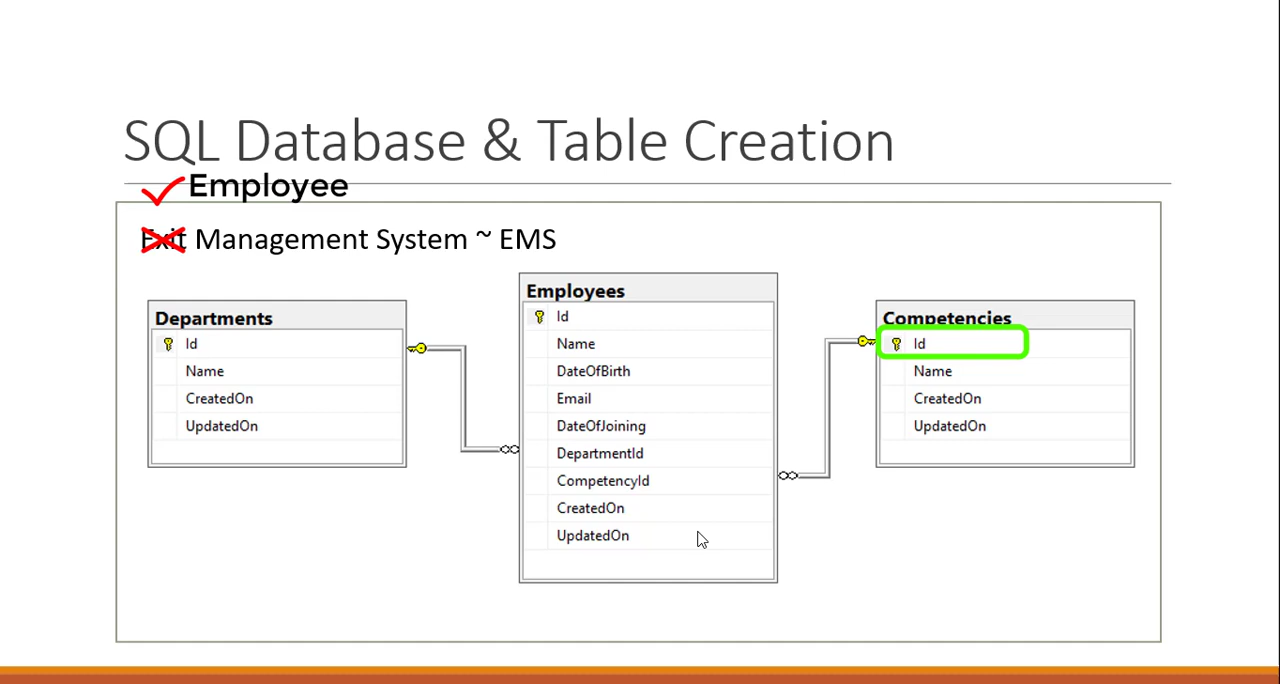 SQL Database & Table Creation
Employee
Exit Management System ~ EMS
Departments
Id
Name
CreatedOn
UpdatedOn
Employees
Id
Name
DateOfBirth
Email
DateOfJoining
DepartmentId
CompetencyId
CreatedOn
UpdatedOn
Competencies
Id
Name
CreatedOn
UpdatedOn